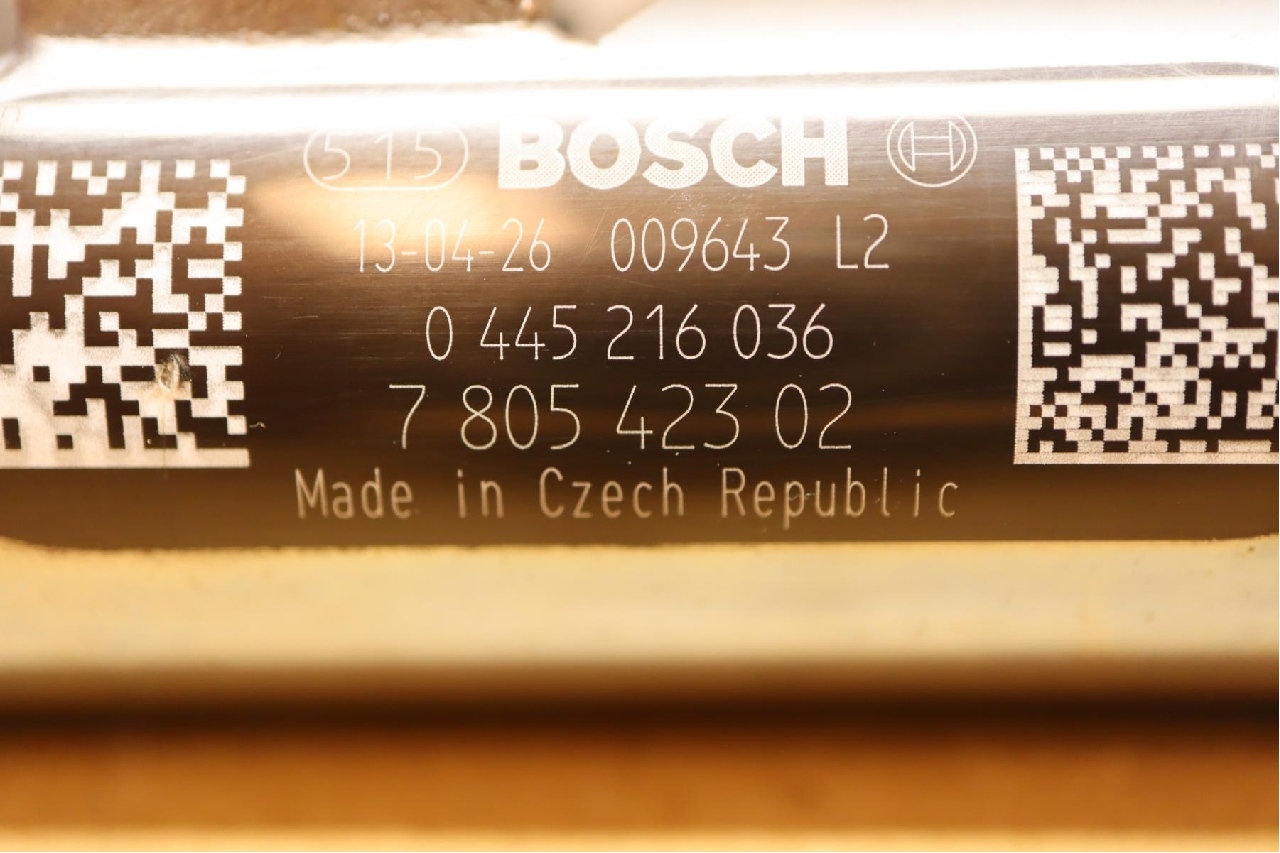 515 BOSCH
13-04-26 009643 L2
0 445 216 036
7 805 423 02
Made in Czech Republic